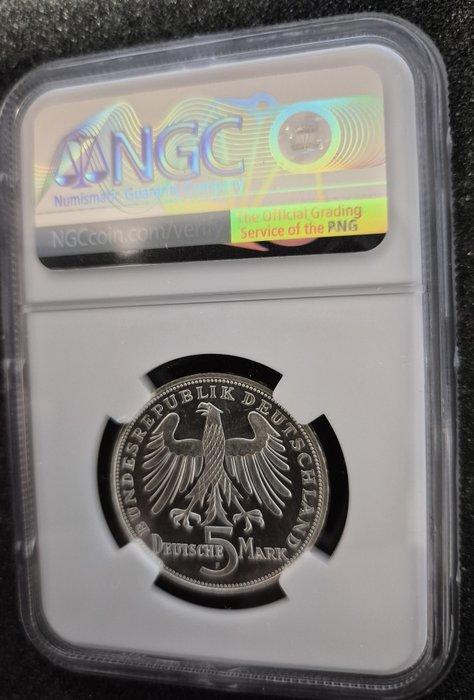 NGC
Numismatic Guaranty Company
NGCcoin.com/verify
The Official Grading
Service of the PNG
BUNDESREPUBLIK DEUTSCHLAND
DEUTSCHE 5 MARK
F